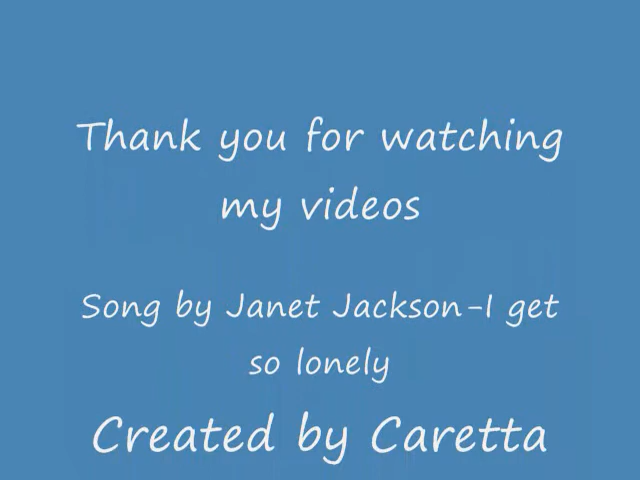 Thank you for watching
my videos
Song by Janet Jackson-I get
so lonely
Created by Caretta